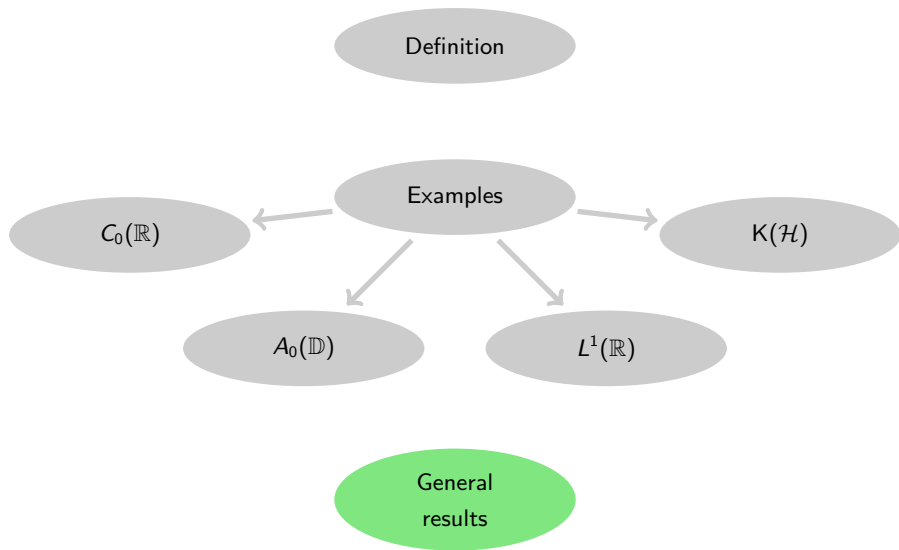 Definition
Examples
C₀(ℝ)
K(ℋ)
A₀(𝔻)
L¹(ℝ)
General
results